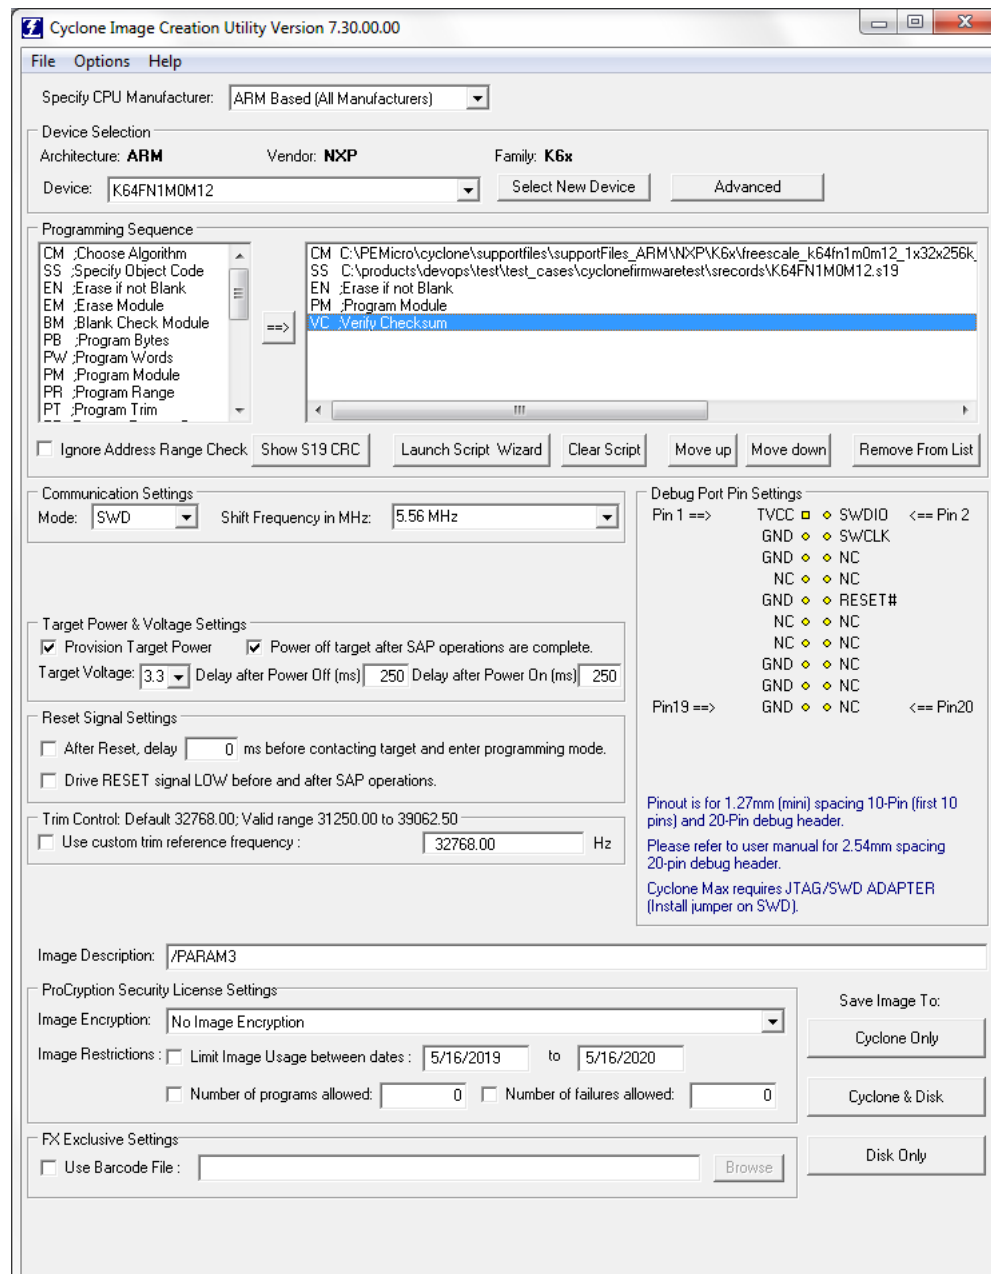 Cyclone Image Creation Utility Version 7.30.00.00
File Options Help
Specify CPU Manufacturer: ARM Based (All Manufacturers)
Device Selection
Architecture: ARM Vendor: NXP Family: K6x
Device: K64FN1M0M12 Select New Device Advanced
Programming Sequence
CM ;Choose Algorithm
SS ;Specify Object Code
EN ;Erase if not Blank
EM ;Erase Module
BM ;Blank Check Module
PB ;Program Bytes
PW ;Program Words
PM ;Program Module
PR ;Program Range
PT ;Program Trim
==>
CM C:\PEMicro\cyclone\supportfiles\supportFiles_ARM\NXP\K6x\freescale_k64fn1m0m12_1x32x256k_
SS C:\products\devops\test\test_cases\cyclonefirmwaretest\srecords\K64FN1M0M12.s19
EN ;Erase if not Blank
PM ;Program Module
VC ;Verify Checksum
Ignore Address Range Check Show S19 CRC Launch Script Wizard Clear Script Move up Move down Remove From List
Communication Settings
Mode: SWD Shift Frequency in MHz: 5.56 MHz
Target Power & Voltage Settings
Provision Target Power Power off target after SAP operations are complete.
Target Voltage: 3.3 Delay after Power Off (ms) 250 Delay after Power On (ms) 250
Reset Signal Settings
After Reset, delay 0 ms before contacting target and enter programming mode.
Drive RESET signal LOW before and after SAP operations.
Trim Control: Default 32768.00; Valid range 31250.00 to 39062.50
Use custom trim reference frequency : 32768.00 Hz
Debug Port Pin Settings
Pin 1 ==> TVCC SWDIO <== Pin 2
GND SWCLK
GND NC
NC NC
GND RESET#
NC NC
NC NC
GND NC
GND NC
Pin19 ==> GND NC <== Pin20
Pinout is for 1.27mm (mini) spacing 10-Pin (first 10
pins) and 20-Pin debug header.
Please refer to user manual for 2.54mm spacing
20-pin debug header.
Cyclone Max requires JTAG/SWD ADAPTER
(Install jumper on SWD).
Image Description: /PARAM3
ProCryption Security License Settings
Image Encryption: No Image Encryption
Image Restrictions : Limit Image Usage between dates : 5/16/2019 to 5/16/2020
Number of programs allowed: 0 Number of failures allowed: 0
FX Exclusive Settings
Use Barcode File : Browse
Save Image To:
Cyclone Only
Cyclone & Disk
Disk Only